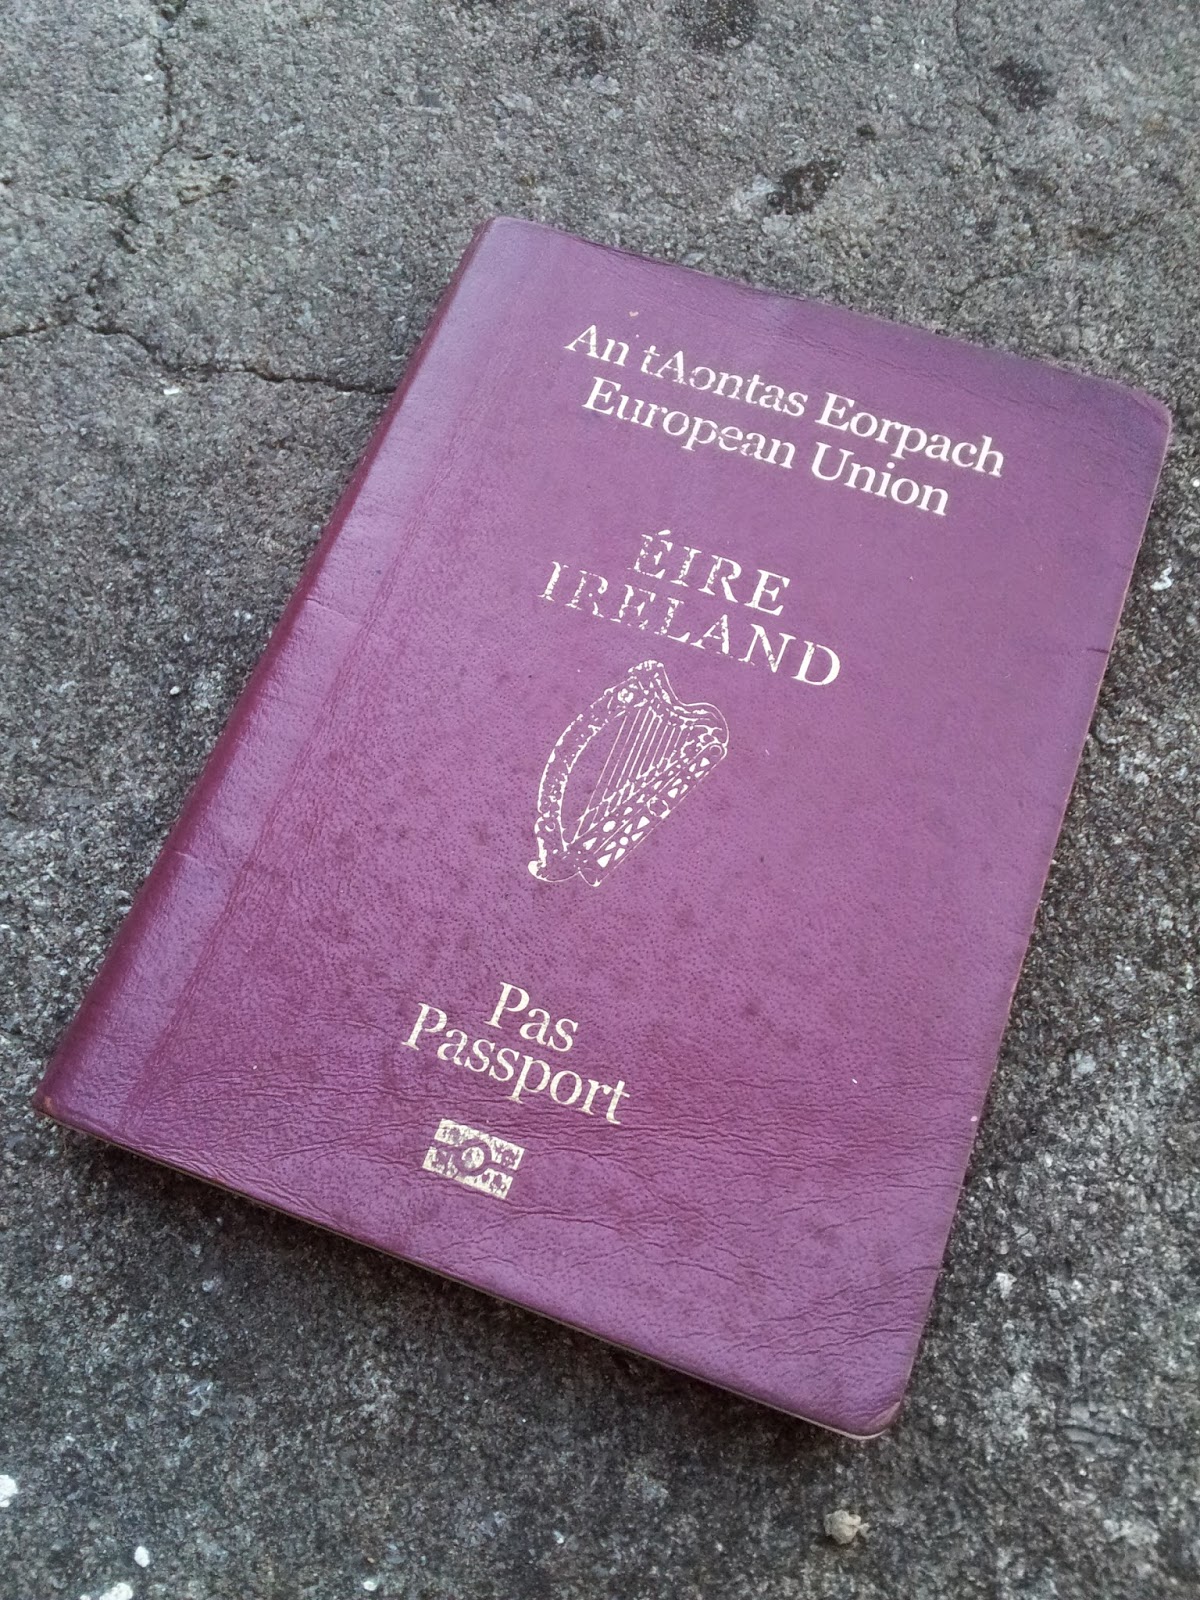 An tAontas Eorpach
European Union
ÉIRE
IRELAND
Pas
Passport